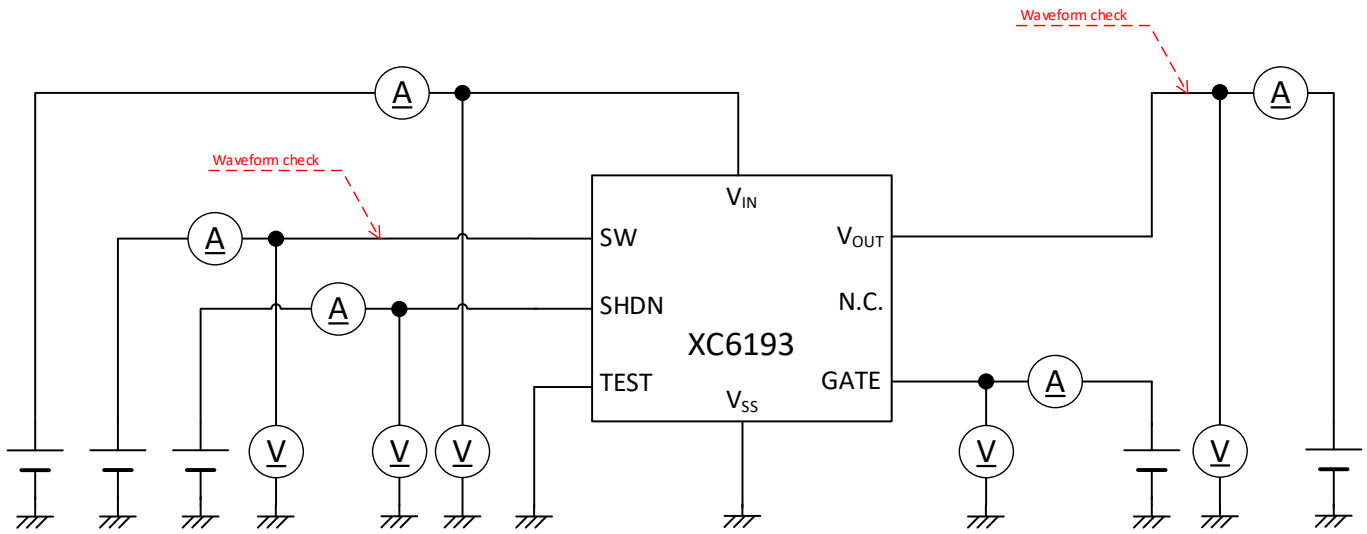 Waveform check
A
A
Waveform check
V_IN
A
SW
V_OUT
A
SHDN
N.C.
XC6193
TEST
GATE
A
V_SS
V
V
V
V
V